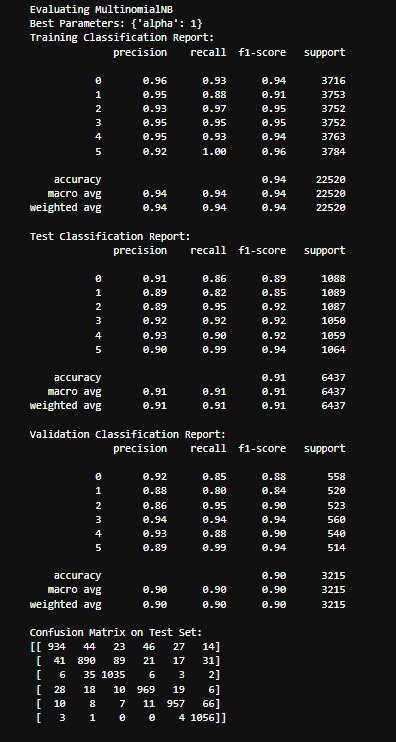 Evaluating MultinomialNB
Best Parameters: {'alpha': 1}
Training Classification Report:
precision recall f1-score support
0 0.96 0.93 0.94 3716
1 0.95 0.88 0.91 3753
2 0.93 0.97 0.95 3752
3 0.95 0.95 0.95 3752
4 0.95 0.93 0.94 3763
5 0.92 1.00 0.96 3784
accuracy 0.94 22520
macro avg 0.94 0.94 0.94 22520
weighted avg 0.94 0.94 0.94 22520
Test Classification Report:
precision recall f1-score support
0 0.91 0.86 0.89 1088
1 0.89 0.82 0.85 1089
2 0.89 0.95 0.92 1087
3 0.92 0.92 0.92 1050
4 0.93 0.90 0.92 1059
5 0.90 0.99 0.94 1064
accuracy 0.91 6437
macro avg 0.91 0.91 0.91 6437
weighted avg 0.91 0.91 0.91 6437
Validation Classification Report:
precision recall f1-score support
0 0.92 0.85 0.88 558
1 0.88 0.80 0.84 520
2 0.86 0.95 0.90 523
3 0.94 0.94 0.94 560
4 0.93 0.88 0.90 540
5 0.89 0.99 0.94 514
accuracy 0.90 3215
macro avg 0.90 0.90 0.90 3215
weighted avg 0.90 0.90 0.90 3215
Confusion Matrix on Test Set:
[[ 934 44 23 46 27 14]
[ 41 890 89 21 17 31]
[ 6 35 1035 6 3 2]
[ 28 18 10 969 19 6]
[ 10 8 7 11 957 66]
[ 3 1 0 0 4 1056]]